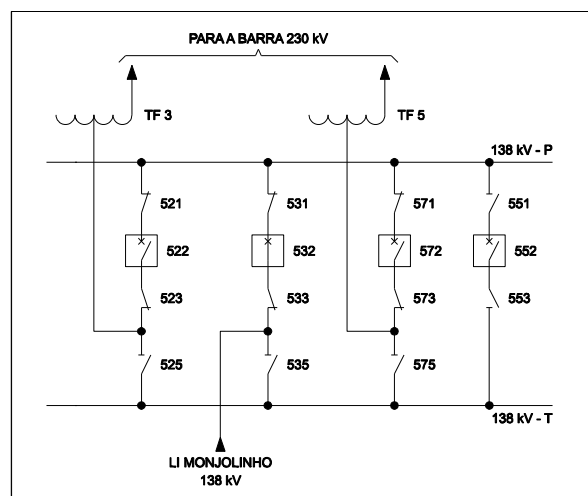 PARA A BARRA 230 kV
TF 3
TF 5
138 kV - P
521
531
571
551
522
532
572
552
523
533
573
553
525
535
575
138 kV - T
LI MONJOLINHO
138 kV